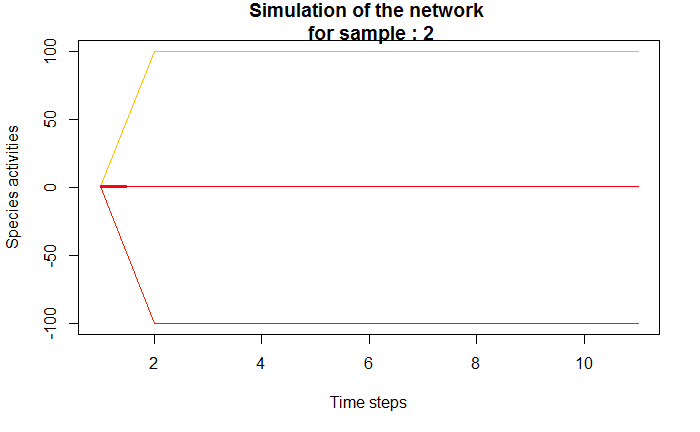 Simulation of the network
for sample : 2
Species activities
100
50
0
-50
-100
2
4
6
8
10
Time steps